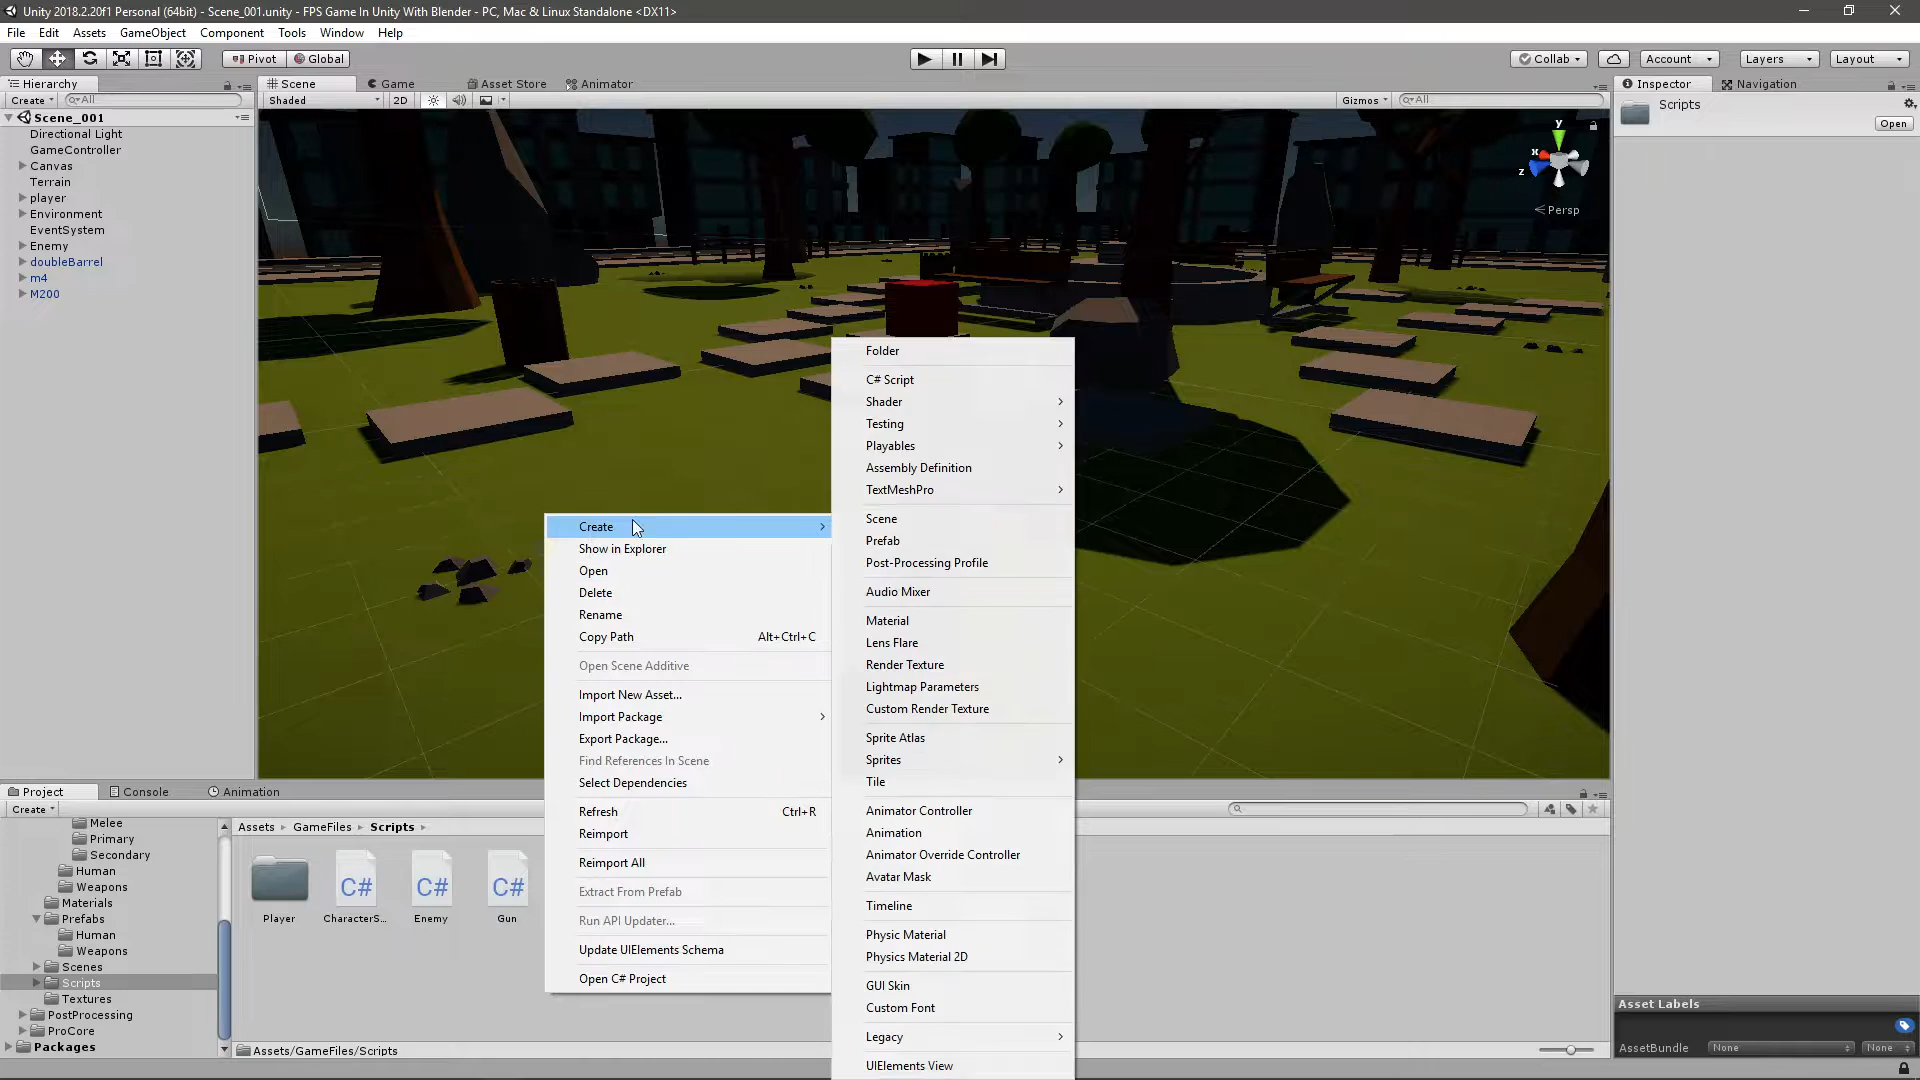 Unity 2018.2.20f1 Personal (64bit) - Scene_001.unity - FPS Game In Unity With Blender - PC, Mac & Linux Standalone <DX11>
File Edit Assets GameObject Component Tools Window Help
Pivot Global Collab Account Layers Layout
Hierarchy
Create All
Scene_001
Directional Light
GameController
Canvas
Terrain
player
Environment
EventSystem
Enemy
doubleBarrel
m4
M200
Scene Game Asset Store Animator
Shaded 2D Gizmos All
y
x
z
Persp
Inspector Navigation
Scripts
Open
Create
Show in Explorer
Open
Delete
Rename
Copy Path Alt+Ctrl+C
Open Scene Additive
Import New Asset...
Import Package
Export Package...
Find References In Scene
Select Dependencies
Refresh Ctrl+R
Reimport
Reimport All
Extract From Prefab
Run API Updater...
Update UIElements Schema
Open C# Project
Folder
C# Script
Shader
Testing
Playables
Assembly Definition
TextMeshPro
Scene
Prefab
Post-Processing Profile
Audio Mixer
Material
Lens Flare
Render Texture
Lightmap Parameters
Custom Render Texture
Sprite Atlas
Sprites
Tile
Animator Controller
Animation
Animator Override Controller
Avatar Mask
Timeline
Physic Material
Physics Material 2D
GUI Skin
Custom Font
Legacy
UIElements View
Project Console Animation
Create
Melee
Primary
Secondary
Human
Weapons
Materials
Prefabs
Human
Weapons
Scenes
Scripts
Textures
PostProcessing
ProCore
Packages
Assets GameFiles Scripts
C# C# C#
Player CharacterS... Enemy Gun
Assets/GameFiles/Scripts
Asset Labels
AssetBundle None None